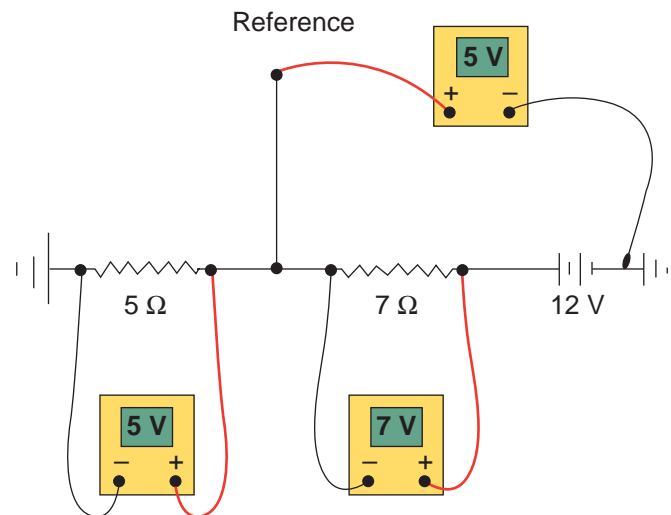 Reference
5 V
+ −
5 Ω
7 Ω
12 V
5 V
− +
7 V
− +